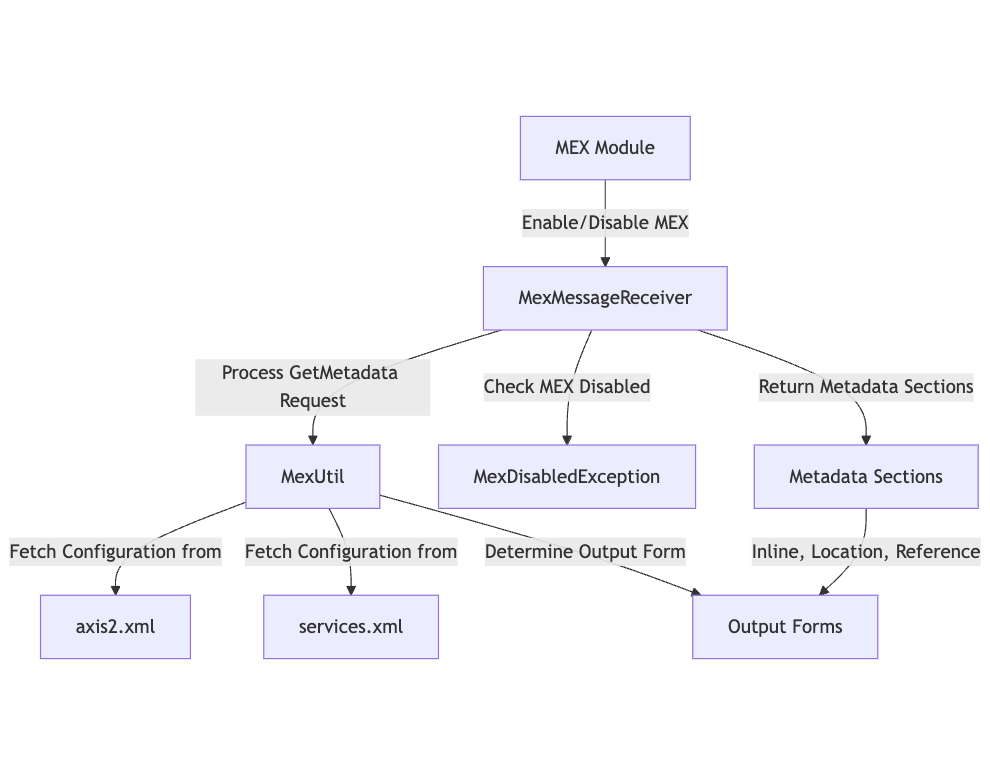 MEX Module
Enable/Disable MEX
MexMessageReceiver
Process GetMetadata
Request
Check MEX Disabled
Return Metadata Sections
MexUtil
MexDisabledException
Metadata Sections
Fetch Configuration from
Fetch Configuration from
Determine Output Form
Inline, Location, Reference
axis2.xml
services.xml
Output Forms